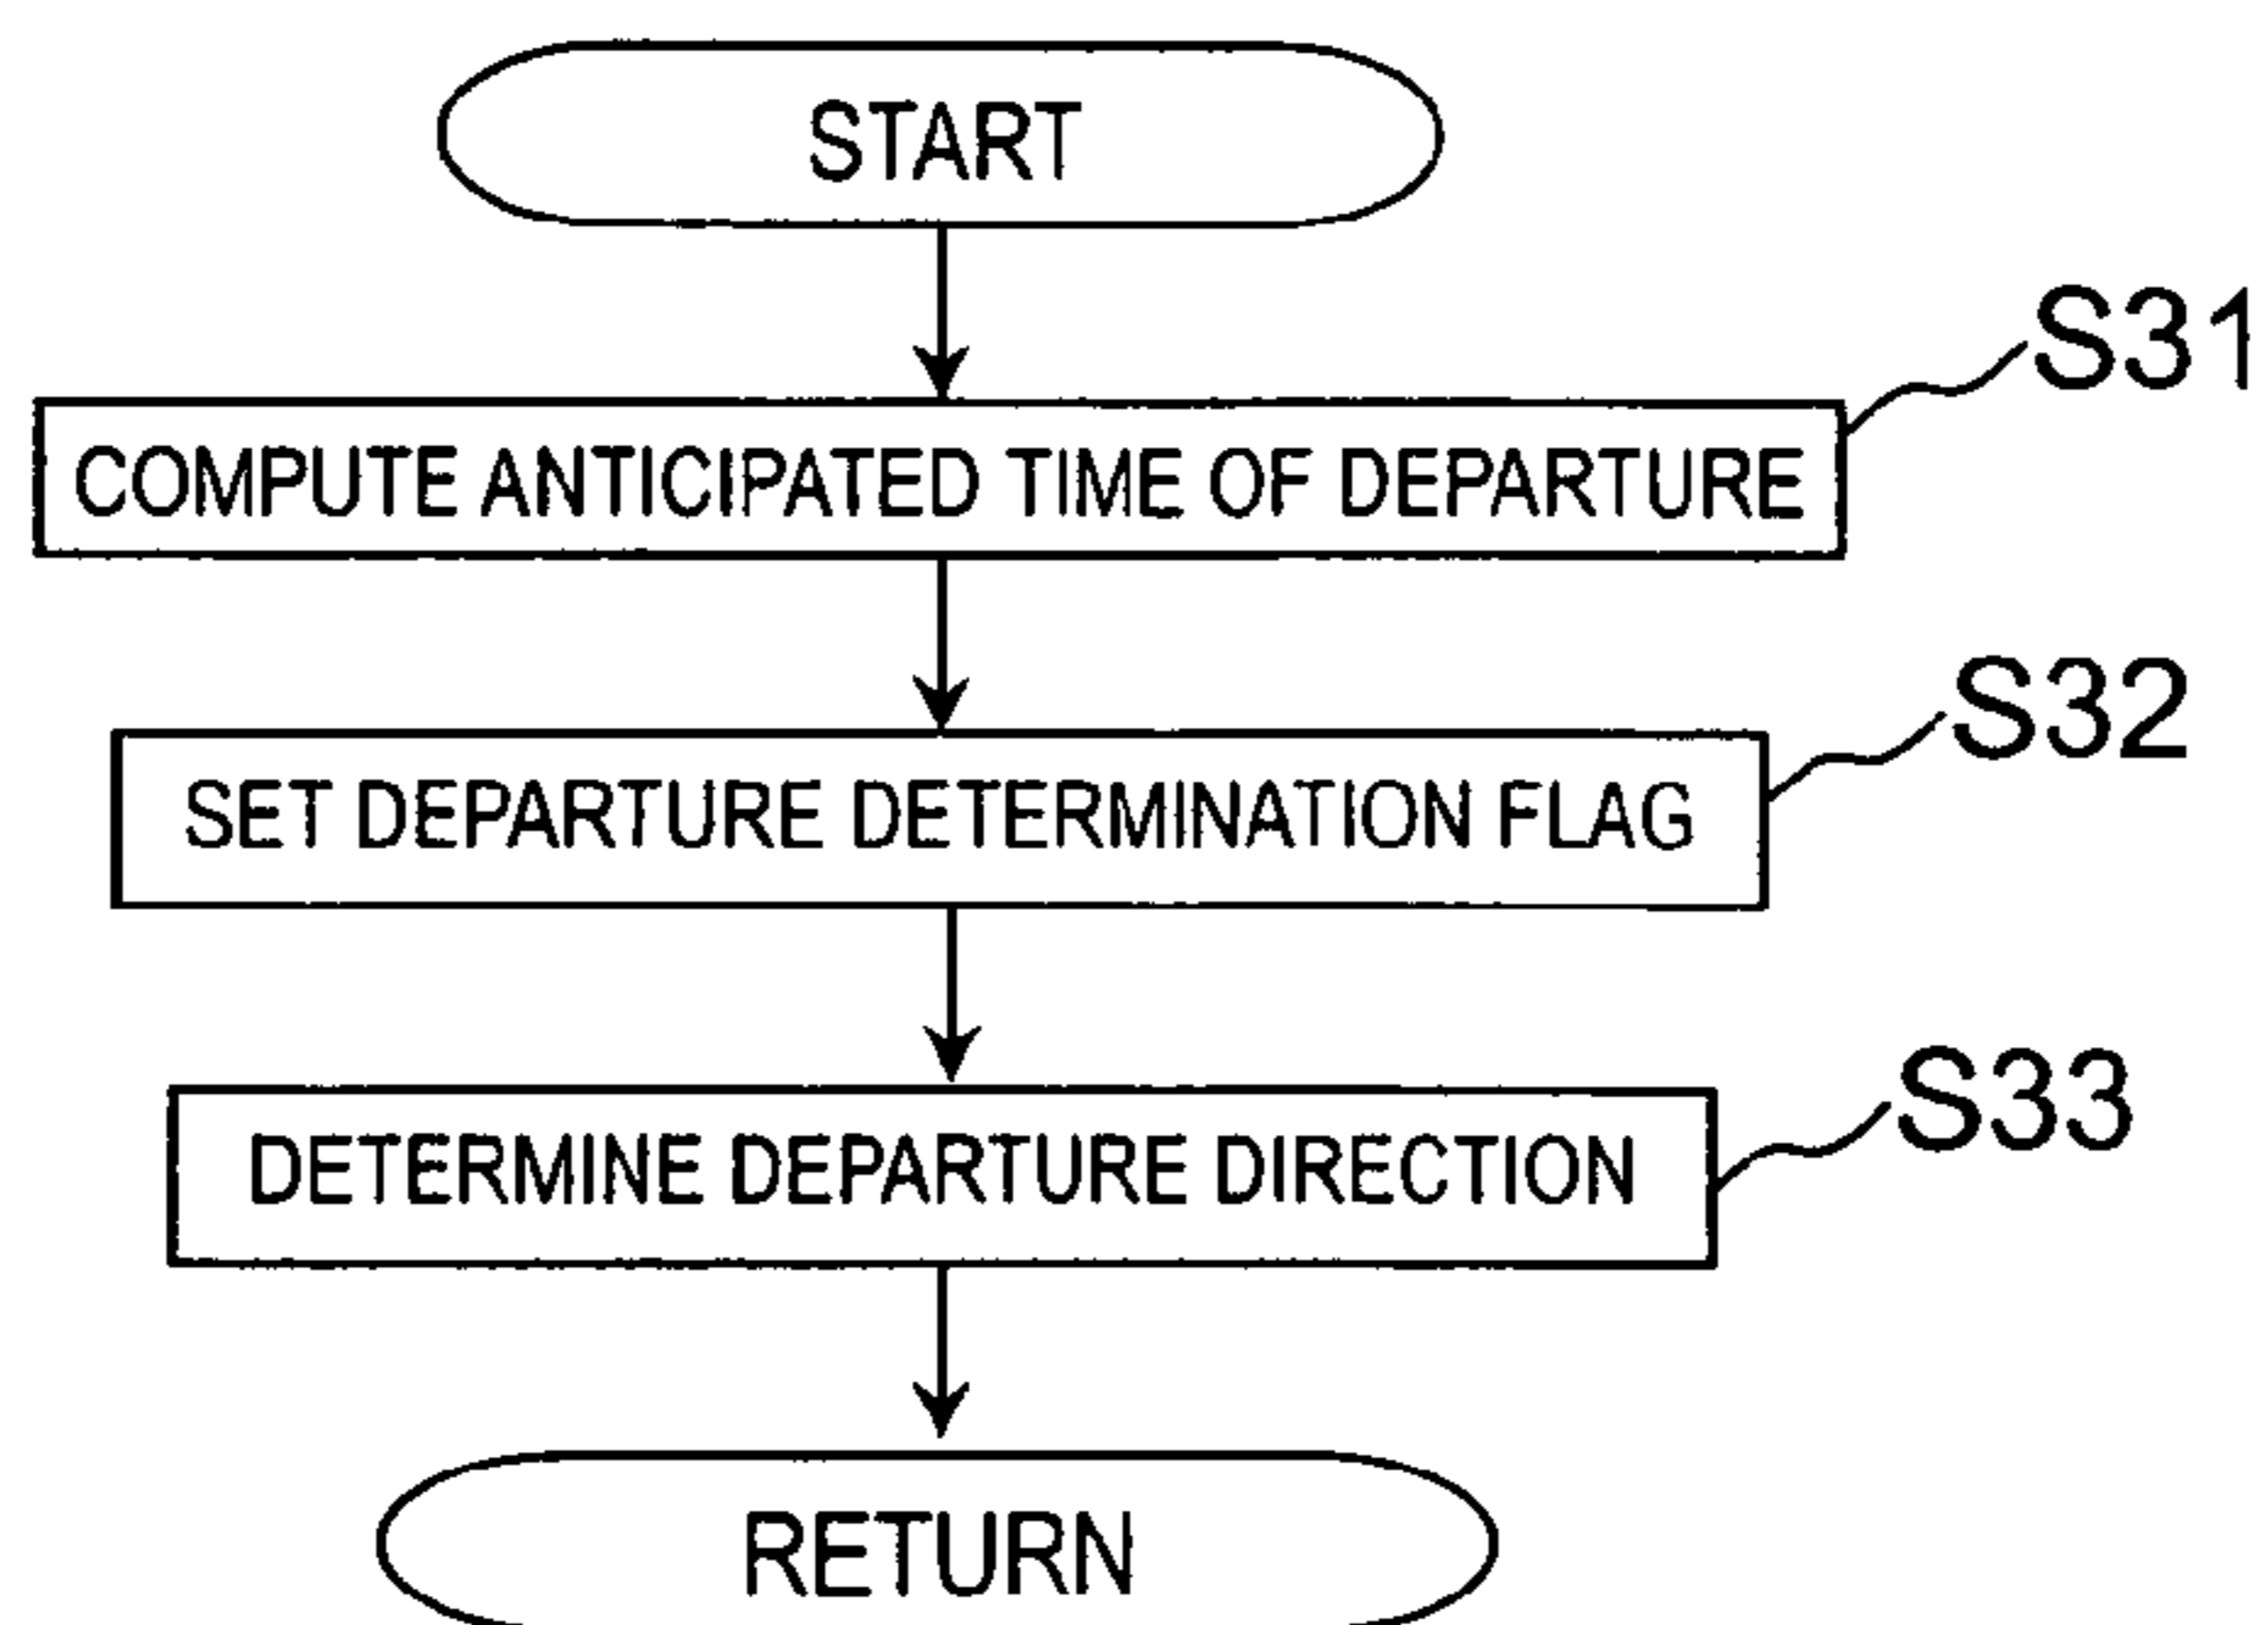 START
S31
COMPUTE ANTICIPATED TIME OF DEPARTURE
S32
SET DEPARTURE DETERMINATION FLAG
S33
DETERMINE DEPARTURE DIRECTION
RETURN